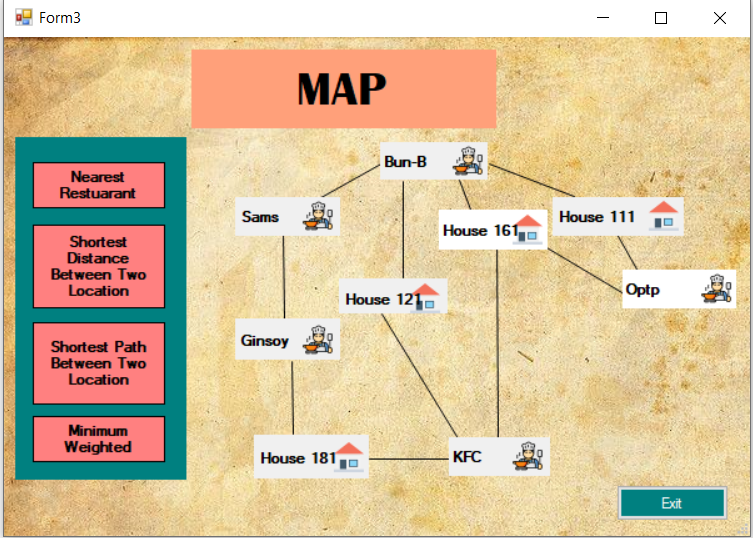 Form3
MAP
Nearest
Restuarant
Shortest
Distance
Between Two
Location
Shortest Path
Between Two
Location
Minimum
Weighted
Bun-B
Sams
House 161
House 111
Optp
House 121
Ginsoy
House 181
KFC
Exit